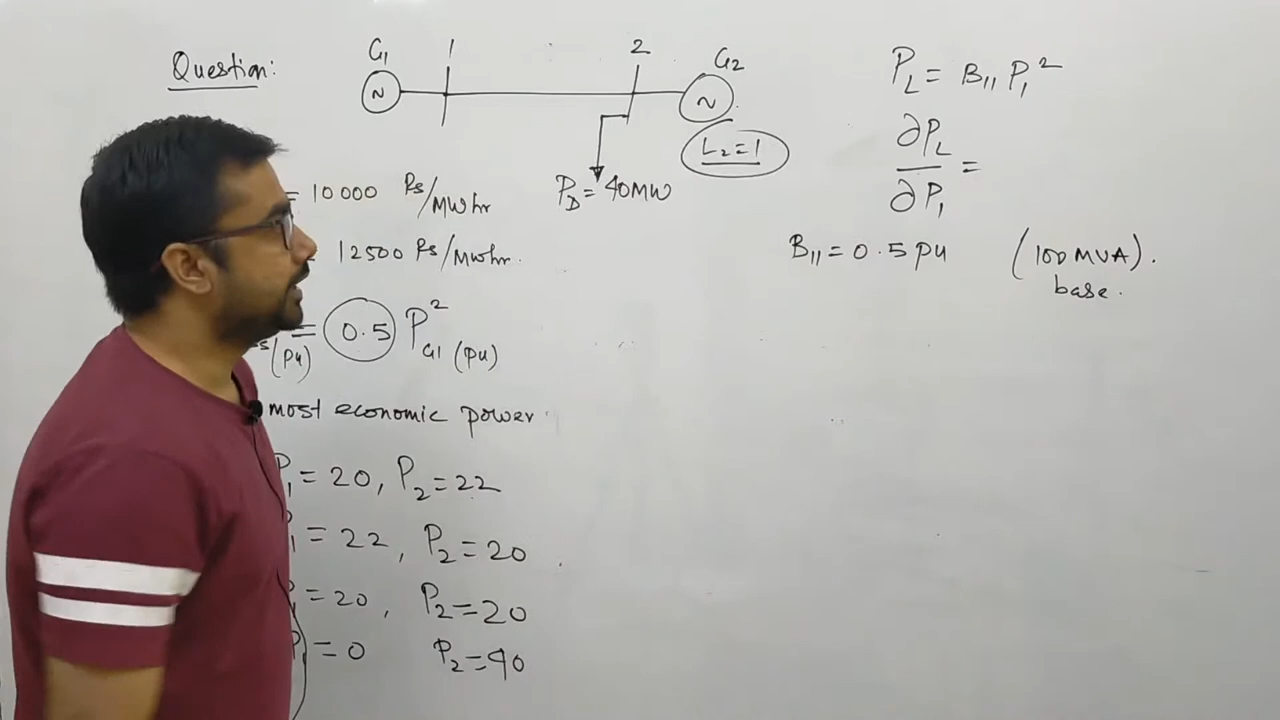 Question:
G1 1 2 G2
~ ~
L2=1
= 10000 Rs/MWhr
PD = 40MW
= 12500 Rs/MWhr.
= 0.5 P²G1 (pu)
(pu)
most economic power
P1 = 20, P2 = 22
= 22, P2 = 20
= 20, P2 = 20
= 0 P2 = 40
PL = B11 P1²
∂PL/∂P1 =
B11 = 0.5 pu (100 MVA).
base.